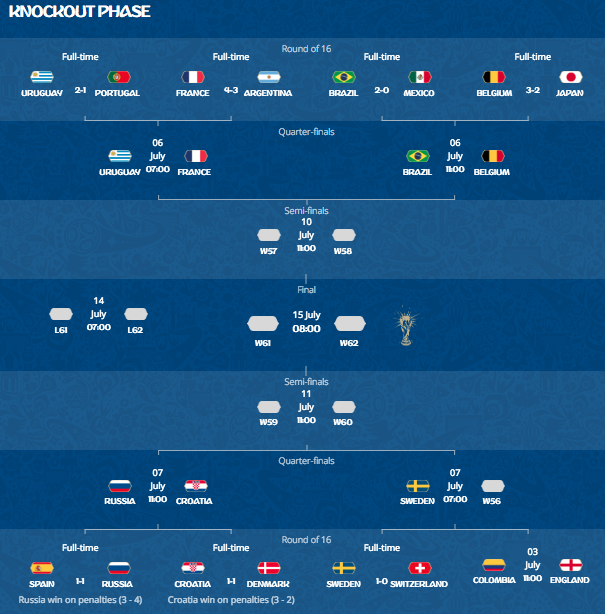 KNOCKOUT PHASE
Round of 16
Full-time Full-time Full-time Full-time
URUGUAY 2-1 PORTUGAL FRANCE 4-3 ARGENTINA BRAZIL 2-0 MEXICO BELGIUM 3-2 JAPAN
Quarter-finals
06 06
July July
URUGUAY 07:00 FRANCE BRAZIL 11:00 BELGIUM
Semi-finals
10
July
W57 11:00 W58
Final
14
July
07:00
L61 L62
15 July
08:00
W61 W62
Semi-finals
11
July
W59 11:00 W60
Quarter-finals
07 07
July July
RUSSIA 11:00 CROATIA SWEDEN 07:00 W56
Round of 16
Full-time Full-time Full-time 03
July
SPAIN 1-1 RUSSIA CROATIA 1-1 DENMARK SWEDEN 1-0 SWITZERLAND COLOMBIA 11:00 ENGLAND
Russia win on penalties (3 - 4) Croatia win on penalties (3 - 2)